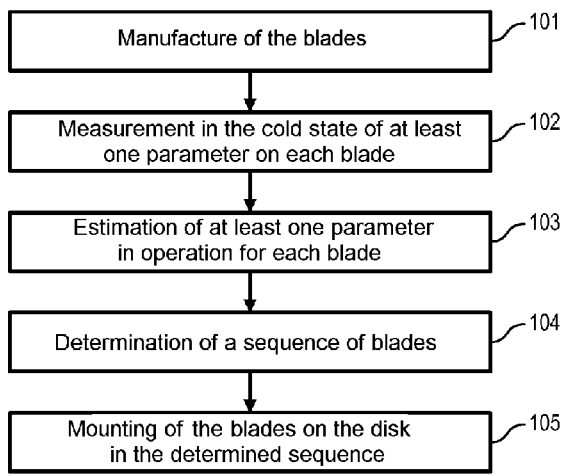 Manufacture of the blades
101
Measurement in the cold state of at least
one parameter on each blade
102
Estimation of at least one parameter
in operation for each blade
103
Determination of a sequence of blades
104
Mounting of the blades on the disk
in the determined sequence
105